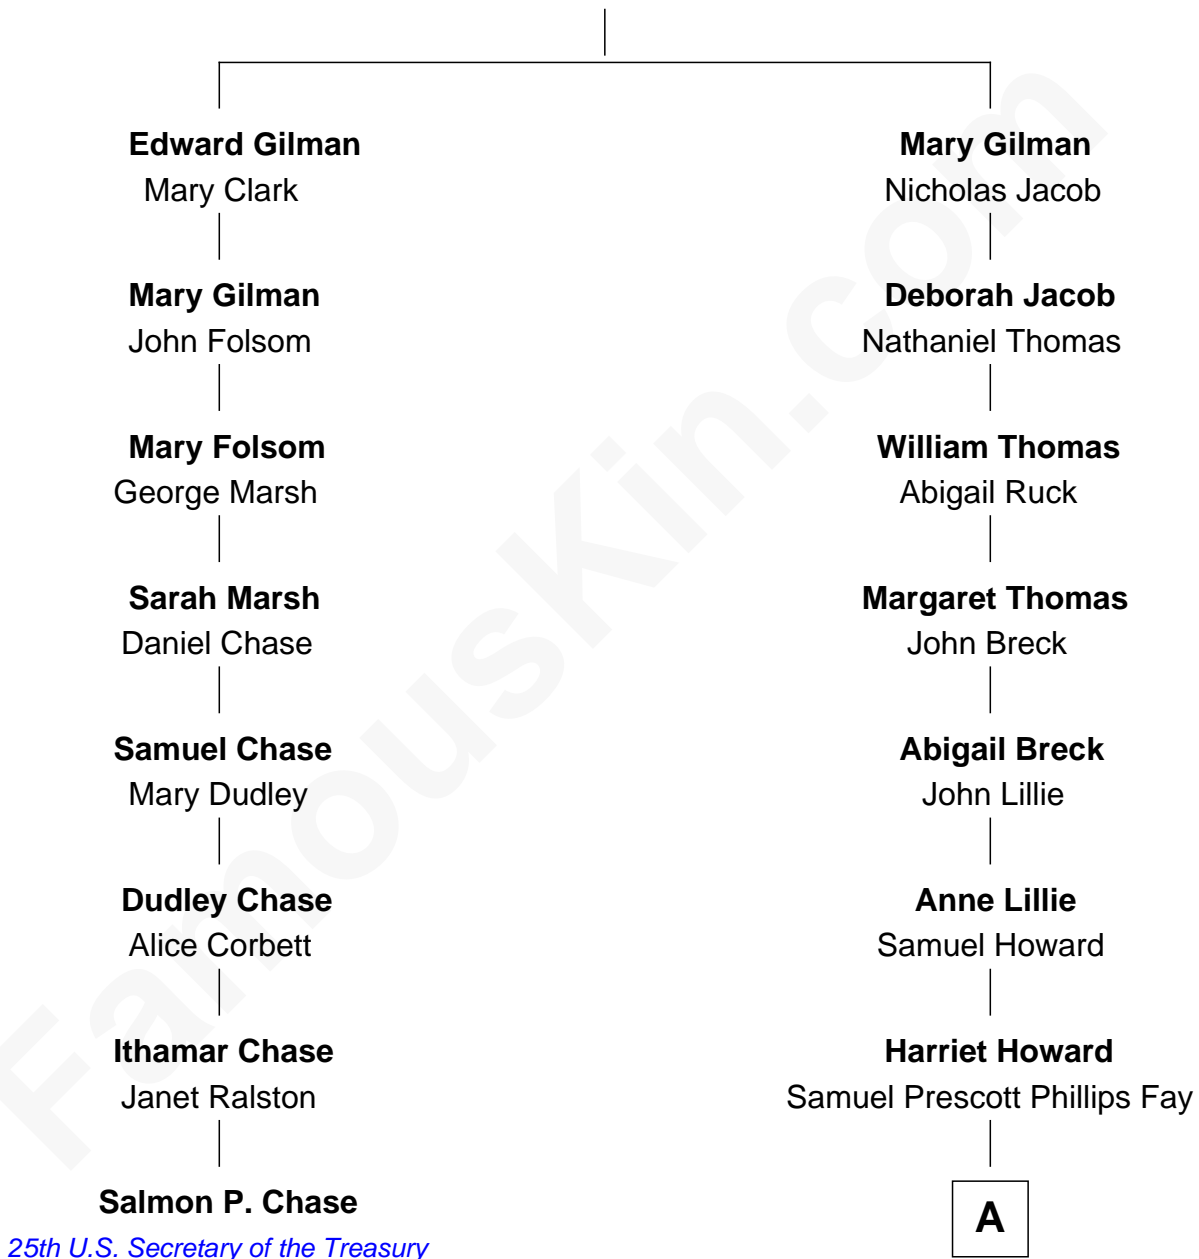 Edward Gilman
Mary Clark
Mary Gilman
John Folsom
Mary Folsom
George Marsh
Sarah Marsh
Daniel Chase
Samuel Chase
Mary Dudley
Dudley Chase
Alice Corbett
Ithamar Chase
Janet Ralston
Salmon P. Chase
25th U.S. Secretary of the Treasury
Mary Gilman
Nicholas Jacob
Deborah Jacob
Nathaniel Thomas
William Thomas
Abigail Ruck
Margaret Thomas
John Breck
Abigail Breck
John Lillie
Anne Lillie
Samuel Howard
Harriet Howard
Samuel Prescott Phillips Fay
A
FamousKin.com